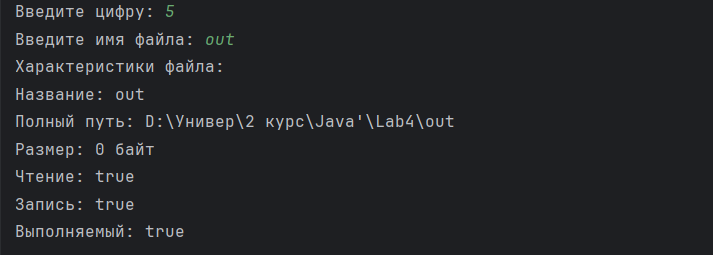 Введите цифру: 5
Введите имя файла: out
Характеристики файла:
Название: out
Полный путь: D:\Универ\2 курс\Java'\Lab4\out
Размер: 0 байт
Чтение: true
Запись: true
Выполняемый: true